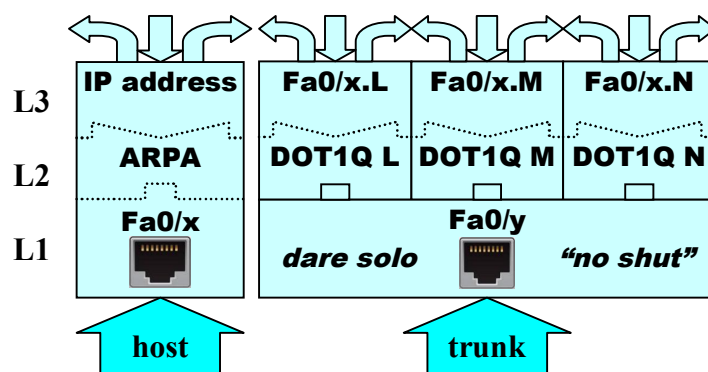 L3
IP address
Fa0/x.L
Fa0/x.M
Fa0/x.N
L2
ARPA
DOT1Q L
DOT1Q M
DOT1Q N
L1
Fa0/x
Fa0/y
dare solo
“no shut”
host
trunk